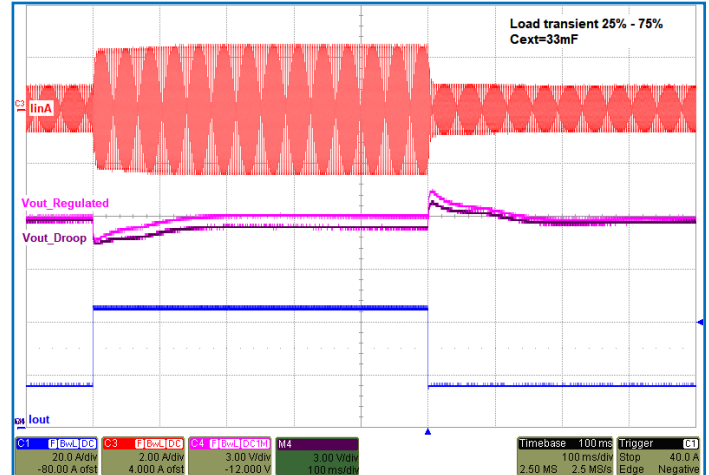 Load transient 25% - 75%
Cext=33mF
C3
IinA
Vout_Regulated
Vout_Droop
Iout
C1 F BwL DC
20.0 A/div
-80.00 A ofst
C3 F BwL DC
2.00 A/div
4.000 A ofst
C4 F BwL DC1M
3.00 V/div
-12.000 V
M4
3.00 V/div
100 ms/div
Timebase 100 ms
100 ms/div
2.50 MS 2.5 MS/s
Trigger C1
Stop 40.0 A
Edge Negative